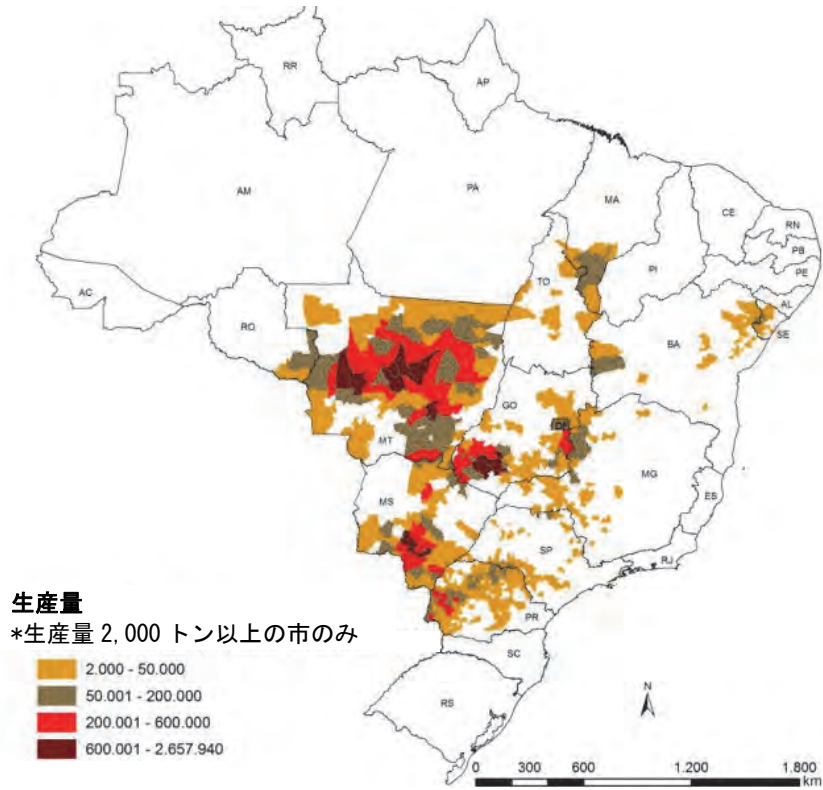 RR
AP
AM
PA
MA
CE
RN
PB
PE
PI
AL
SE
AC
RO
TO
BA
MT
GO
DF
MG
ES
MS
SP
RJ
PR
SC
RS
生産量
*生産量 2,000 トン以上の市のみ
2.000 - 50.000
50.001 - 200.000
200.001 - 600.000
600.001 - 2.657.940
N
0 300 600 1.200 1.800
km